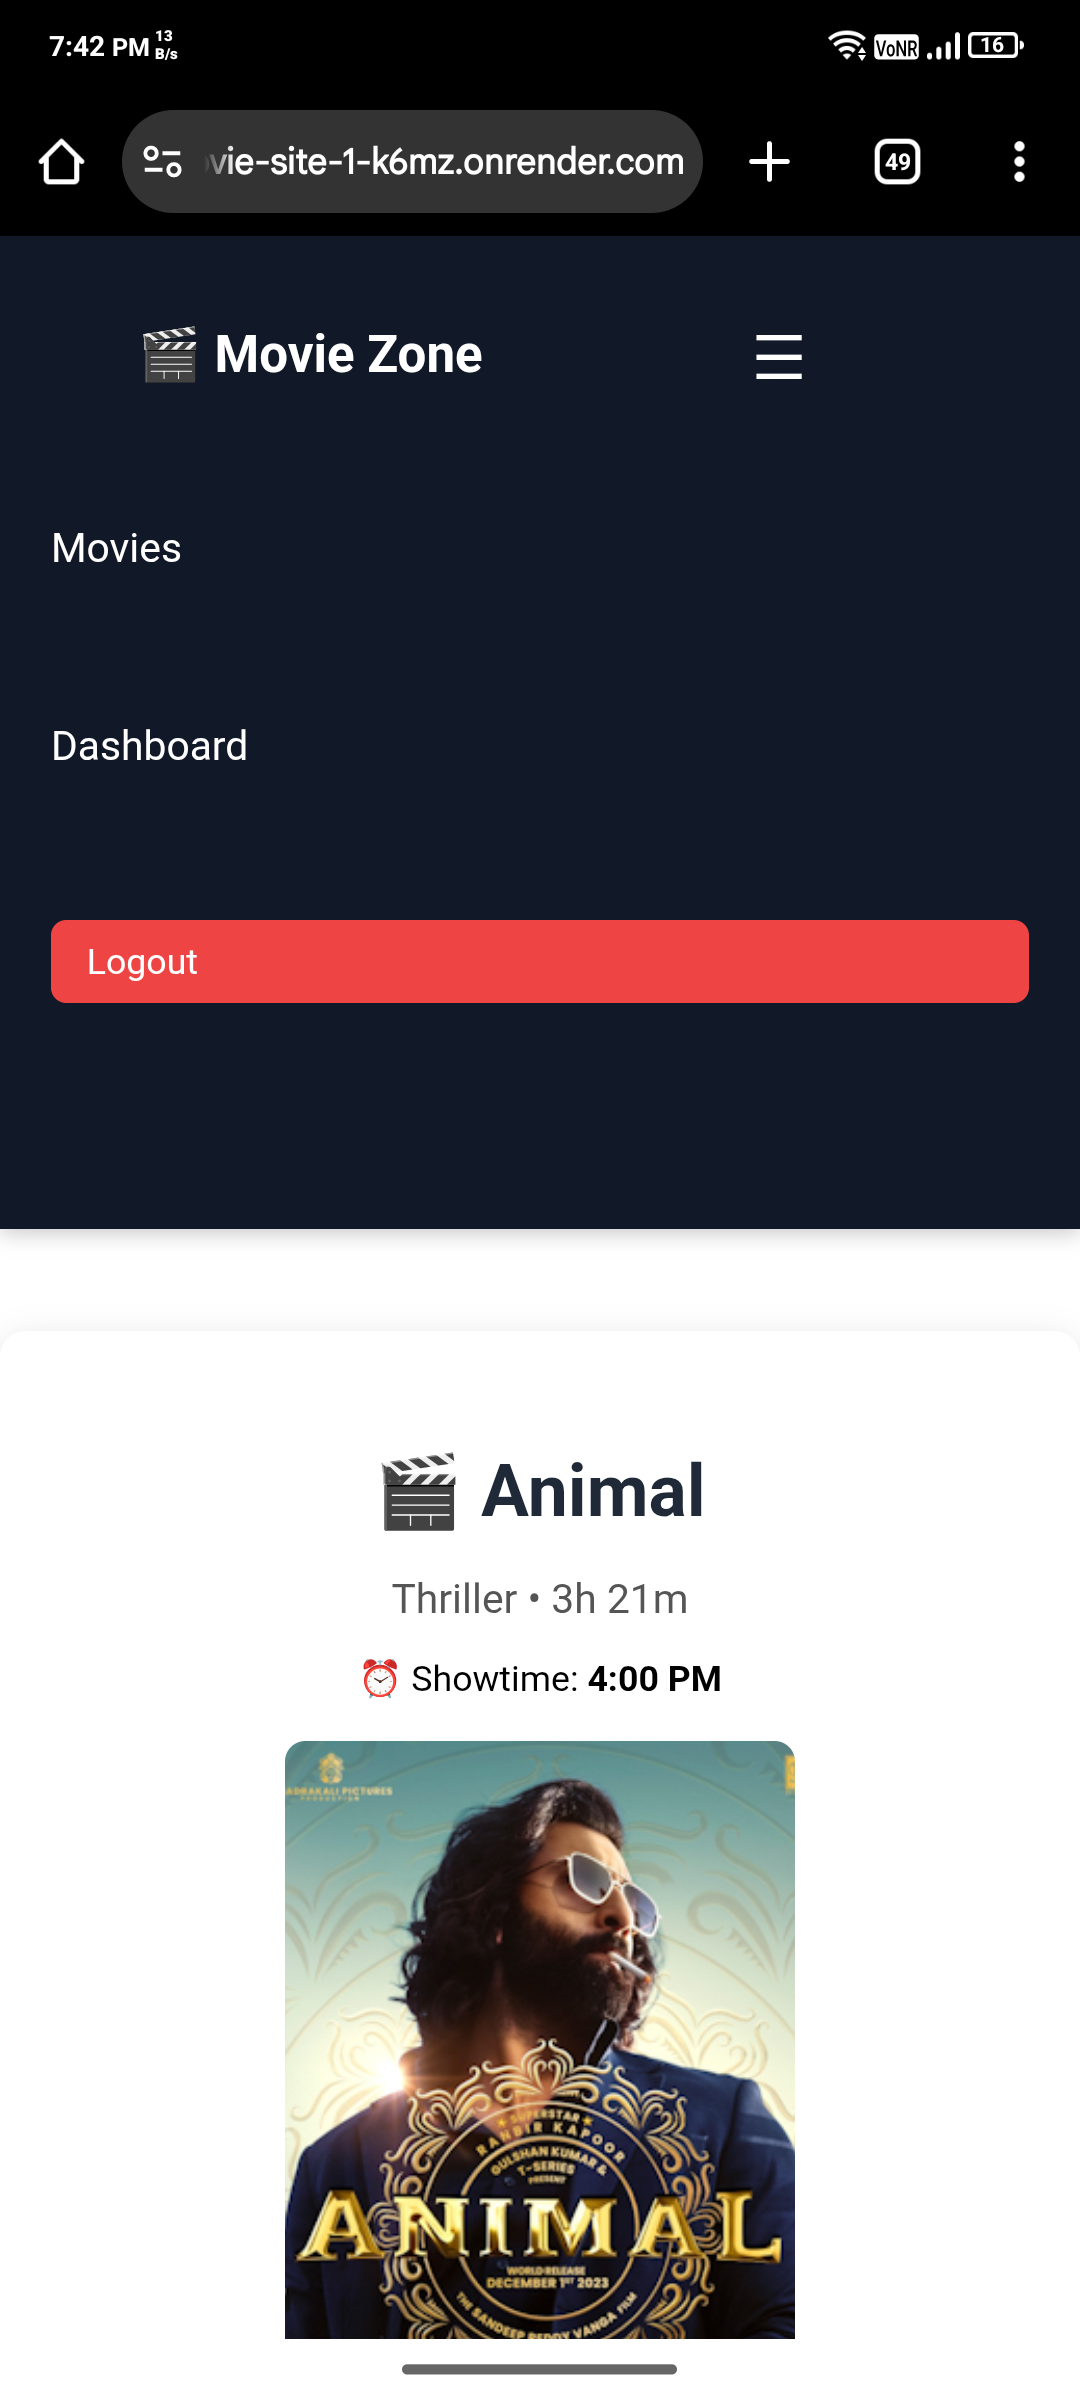 7:42 PM 13 B/s VoNR 16
vie-site-1-k6mz.onrender.com 49
Movie Zone
Movies
Dashboard
Logout
Animal
Thriller • 3h 21m
Showtime: 4:00 PM
ADRAKALI PICTURES
PRODUCTION
SUPERSTAR
RANBIR KAPOOR
GULSHAN KUMAR &
T-SERIES
PRESENT
ANIMAL
WORLD RELEASE
DECEMBER 1ST 2023
THE SANDEEP REDDY VANGA FILM